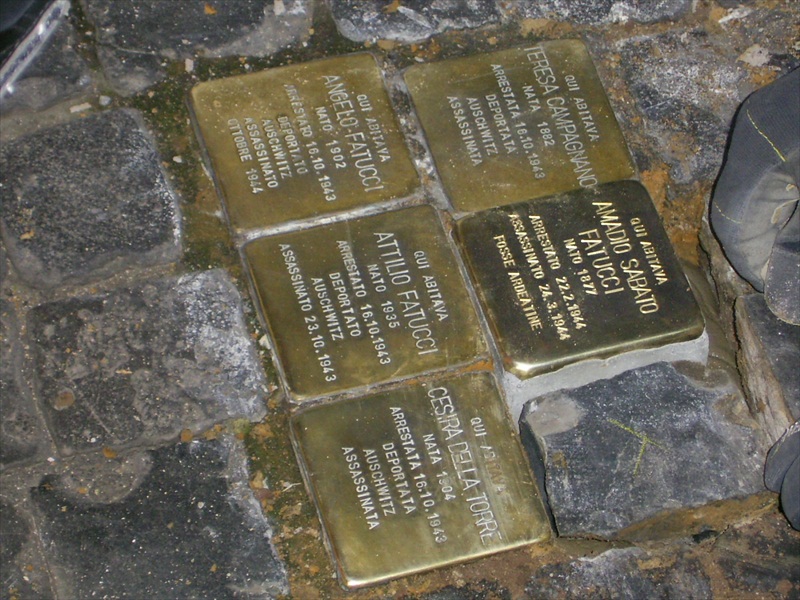 QUI ABITAVA
ANGELO FATUCCI
NATO 1902
ARRESTATO 16.10.1943
DEPORTATO
AUSCHWITZ
ASSASSINATO
OTTOBRE 1944
QUI ABITAVA
TERESA CAMPAGNANO
NATA 1882
ARRESTATA 16.10.1943
DEPORTATA
AUSCHWITZ
ASSASSINATA
QUI ABITAVA
ATTILIO FATUCCI
NATO 1935
ARRESTATO 16.10.1943
DEPORTATO
AUSCHWITZ
ASSASSINATO 23.10.1943
QUI ABITAVA
AMADIO SABATO
FATUCCI
NATO 1877
ARRESTATO 22.2.1944
ASSASSINATO 24.3.1944
FOSSE ARDEATINE
QUI
CESIRA DELLA TORRE
NATA 1904
ARRESTATA 16.10.1943
DEPORTATA
AUSCHWITZ
ASSASSINATA